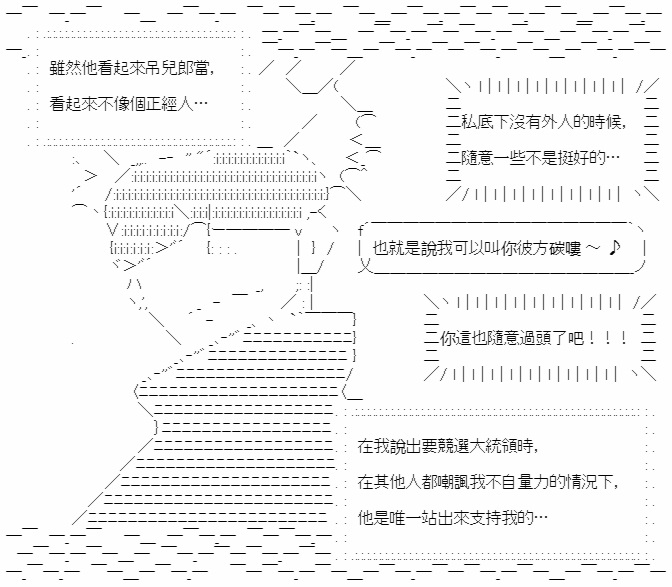 雖然他看起來吊兒郎當，
看起來不像個正經人…
私底下沒有外人的時候，
隨意一些不是挺好的…
也就是說我可以叫你彼方碳嘍～♪
你這也隨意過頭了吧！！！
在我說出要競選大統領時，
在其他人都嘲諷我不自量力的情況下，
他是唯一站出來支持我的…